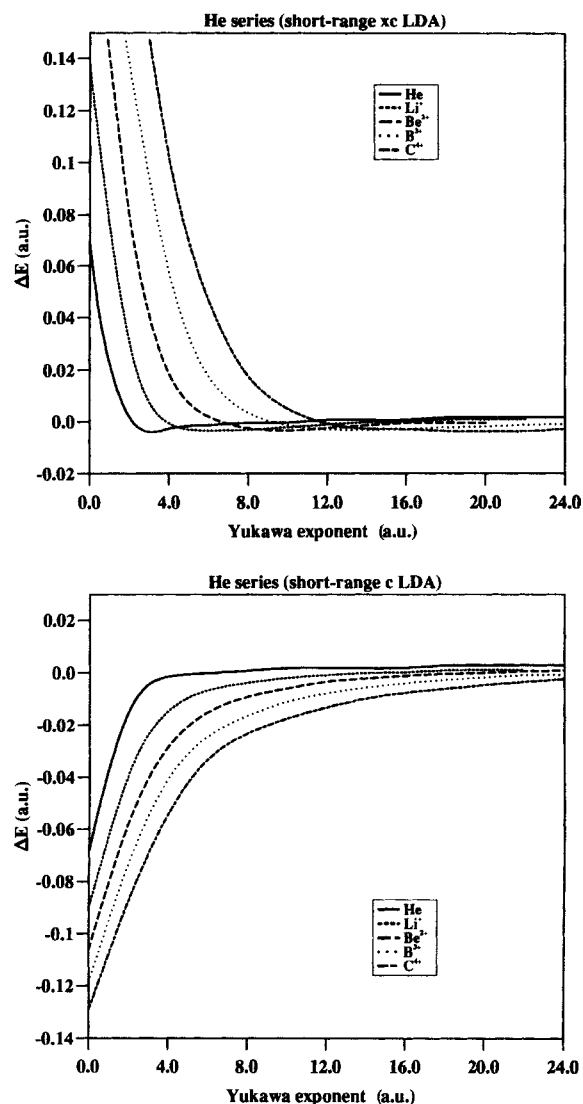 He series (short-range xc LDA)
0.14
0.12
0.1
0.08
0.06
0.04
0.02
0.0
-0.02
ΔE (a.u.)
He
Li⁺
Be²⁺
B³⁺
C⁴⁺
0.0 4.0 8.0 12.0 16.0 20.0 24.0
Yukawa exponent (a.u.)
He series (short-range c LDA)
0.02
0.0
-0.02
-0.04
-0.06
-0.08
-0.1
-0.12
-0.14
ΔE (a.u.)
He
Li⁺
Be²⁺
B³⁺
C⁴⁺
0.0 4.0 8.0 12.0 16.0 20.0 24.0
Yukawa exponent (a.u.)